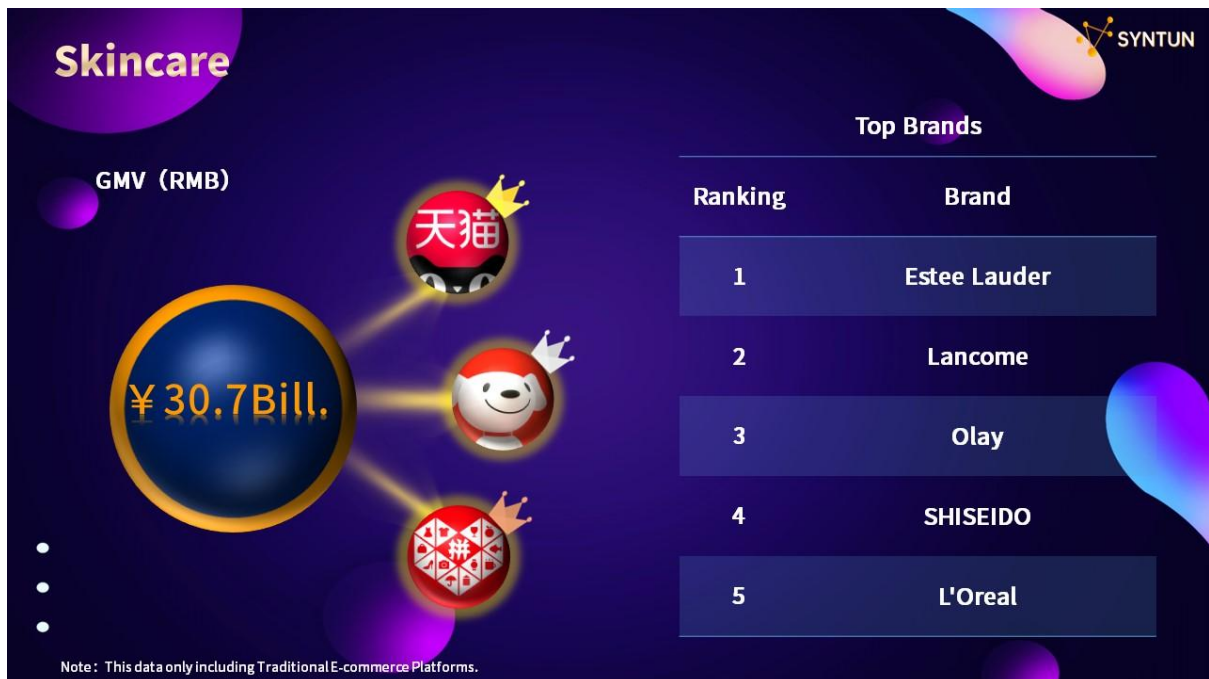 Skincare
SYNTUN
GMV（RMB）
天猫
¥30.7Bill.
拼
Top Brands
Ranking Brand
1 Estee Lauder
2 Lancome
3 Olay
4 SHISEIDO
5 L'Oreal
Note：This data only including Traditional E-commerce Platforms.